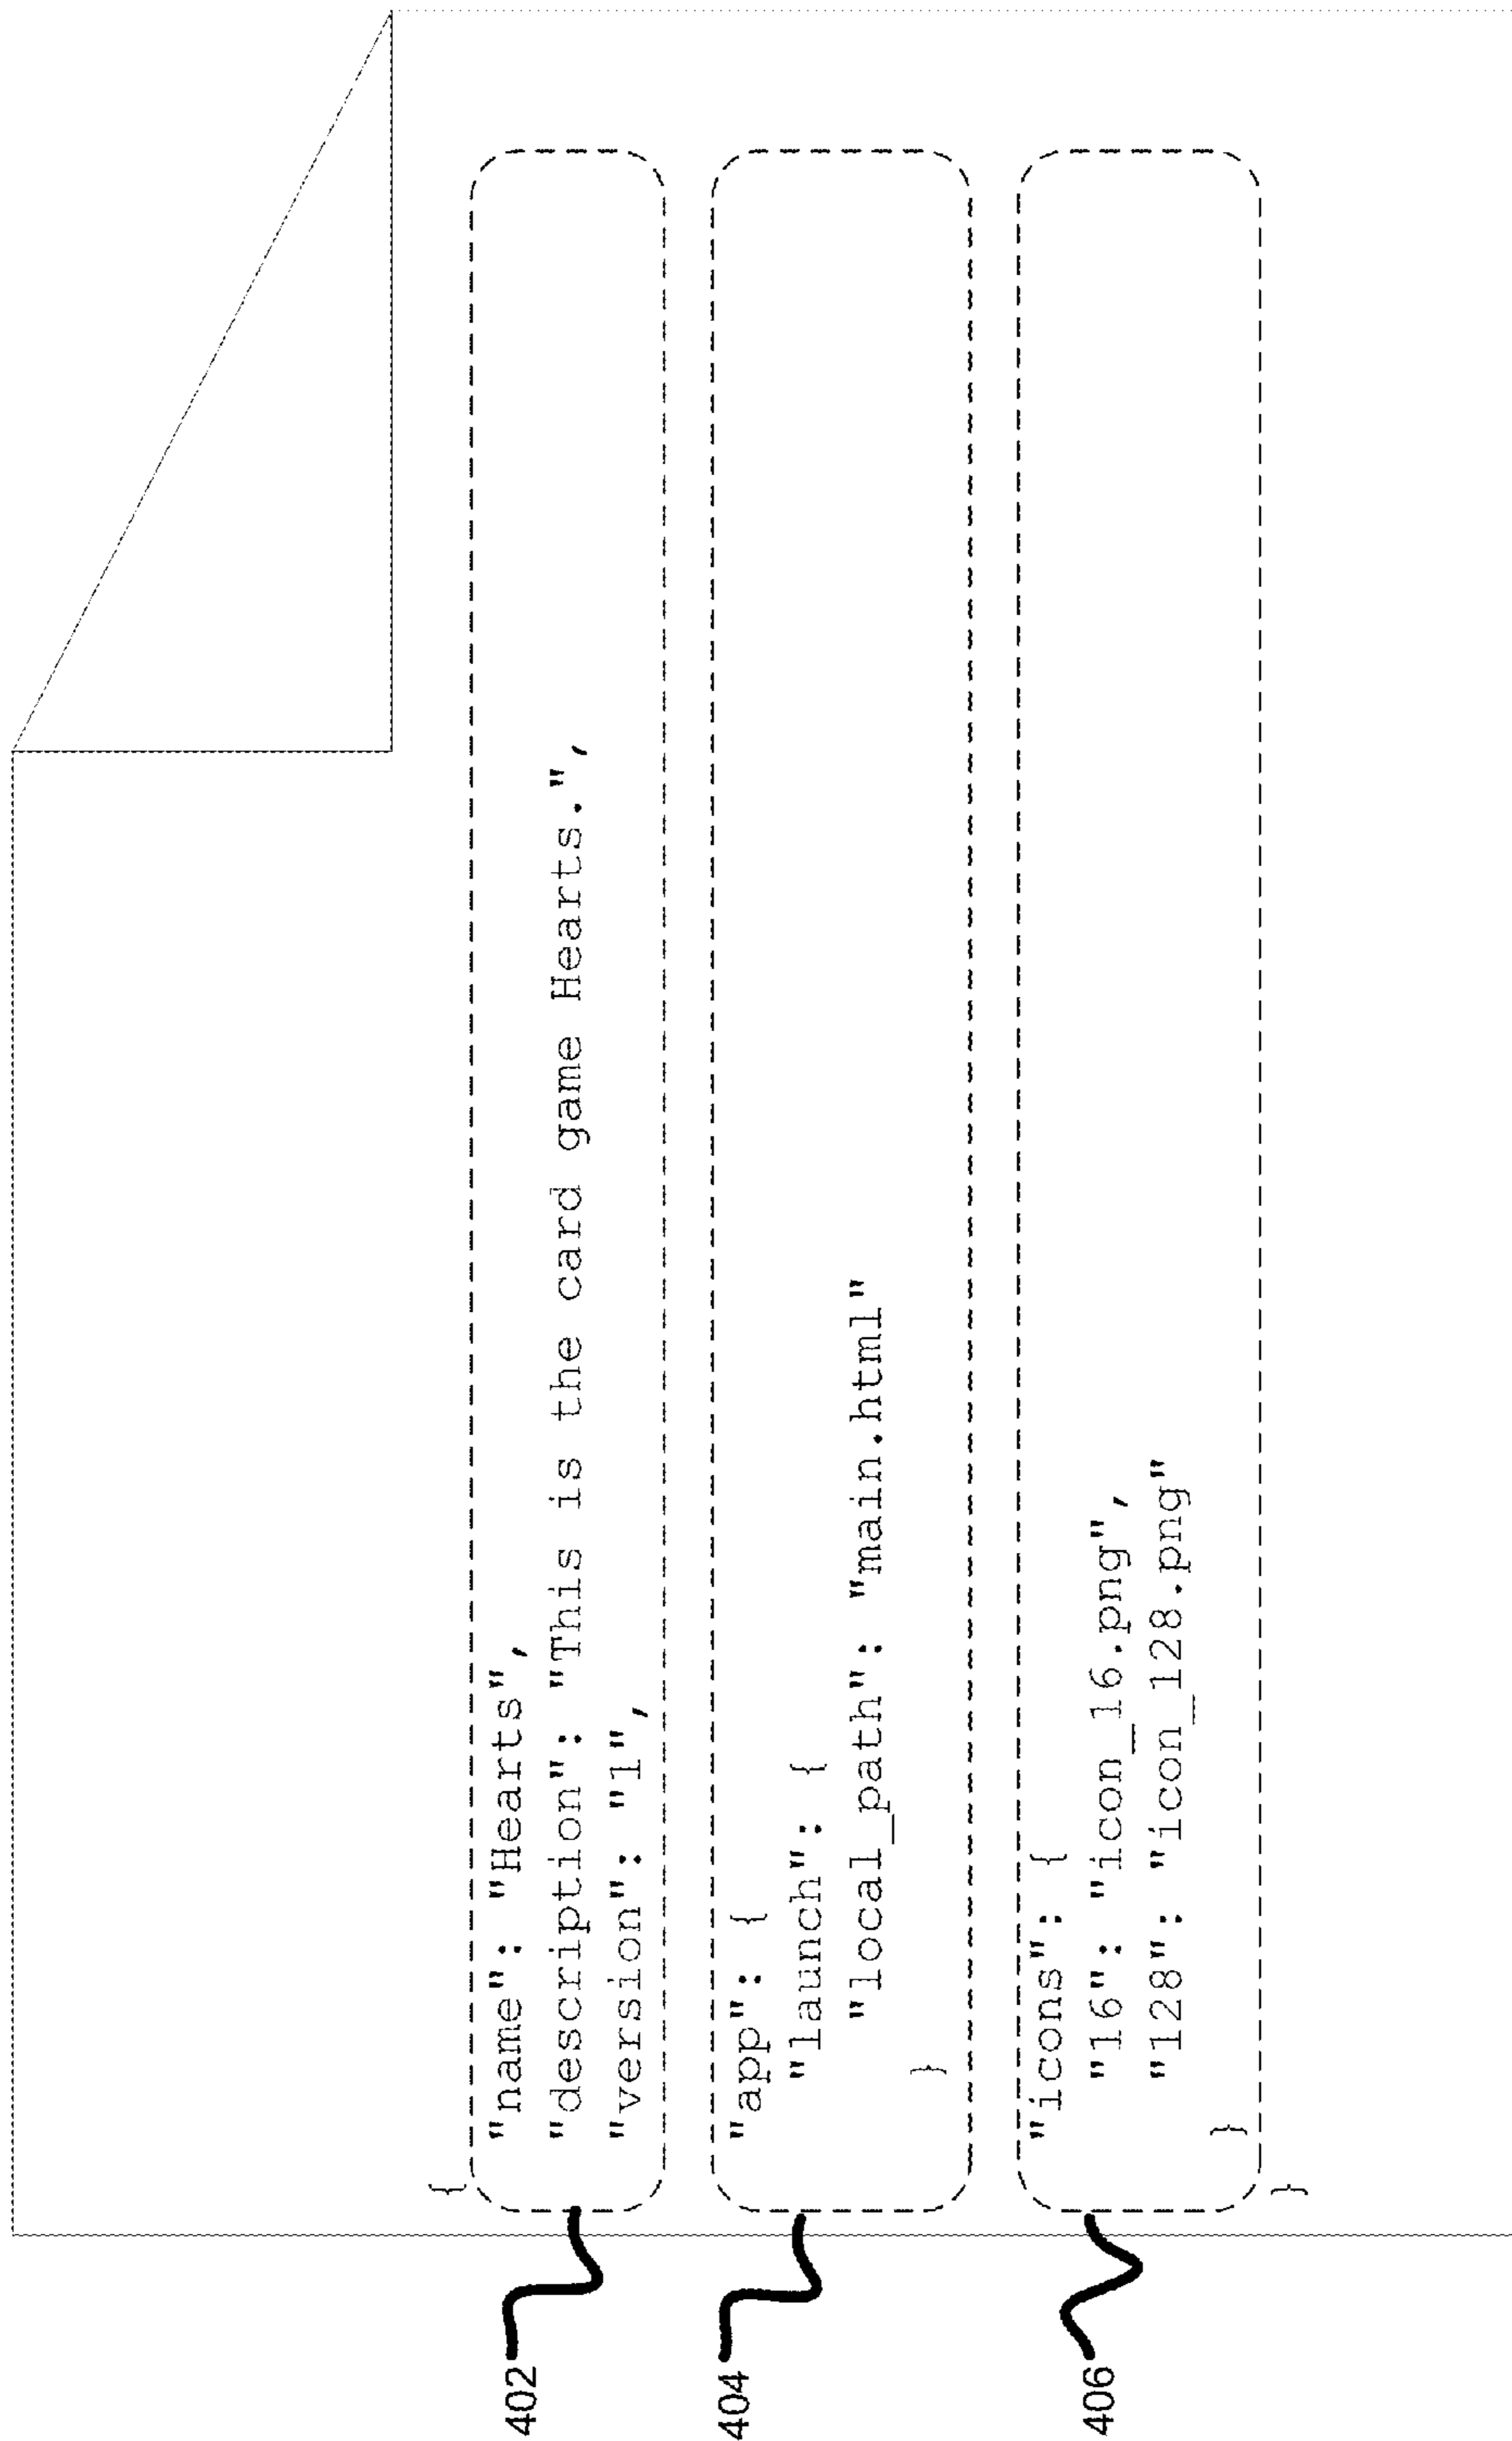 {
"name": "Hearts",
402
"description": "This is the card game Hearts.",
"version": "1",
"app": {
404
"launch": {
"local_path": "main.html"
}
"icons": {
406
"16": "icon_16.png",
"128": "icon_128.png"
}
}